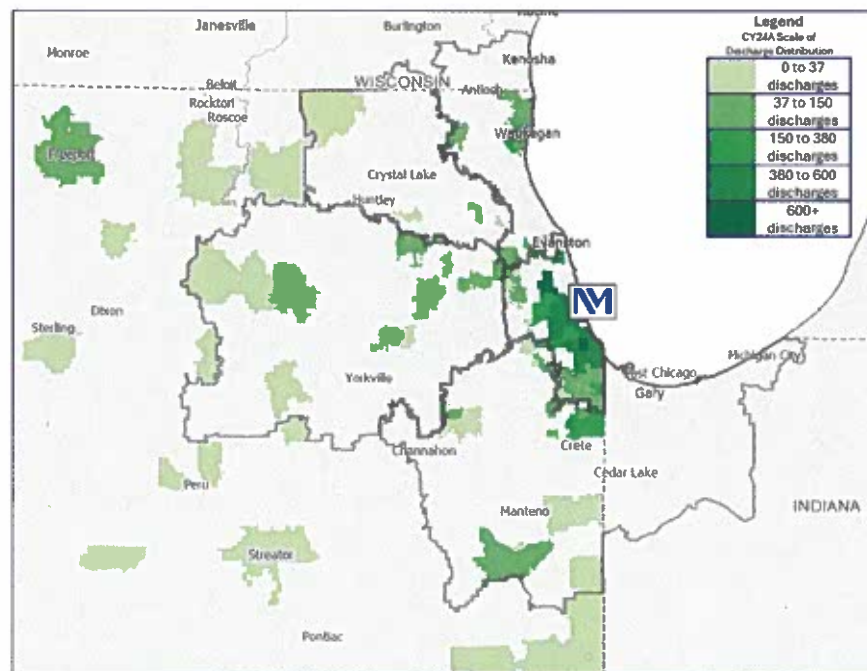 Janesville
Burlington
Legend
CY24A Scale of
Discharge Distribution
0 to 37
discharges
37 to 150
discharges
150 to 380
discharges
380 to 600
discharges
600+
discharges
Monroe
Kenosha
Beloit
WISCONSIN
Antioch
Rockton
Roscoe
Waukegan
Freeport
Crystal Lake
Huntley
Evanston
NM
Dixon
Sterling
Michigan City
East Chicago
Gary
Yorkville
Channahon
Crete
Cedar Lake
Peru
Manteno
INDIANA
Streator
Pontiac